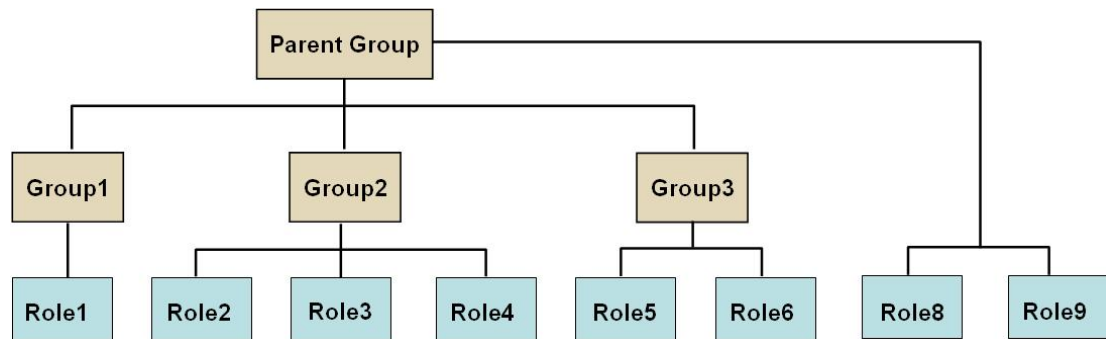 Parent Group
Group1
Group2
Group3
Role1
Role2
Role3
Role4
Role5
Role6
Role8
Role9